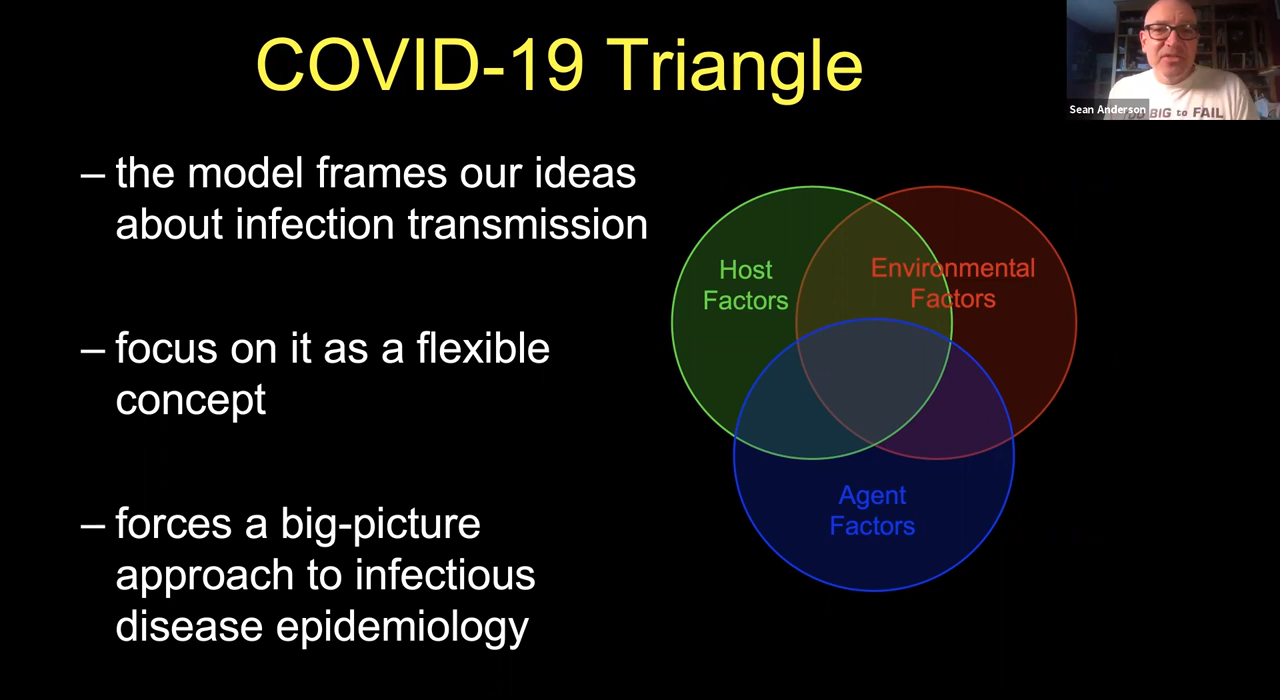 COVID-19 Triangle
Sean Anderson
BIG to FAIL
– the model frames our ideas
about infection transmission
– focus on it as a flexible
concept
– forces a big-picture
approach to infectious
disease epidemiology
Host
Factors
Environmental
Factors
Agent
Factors